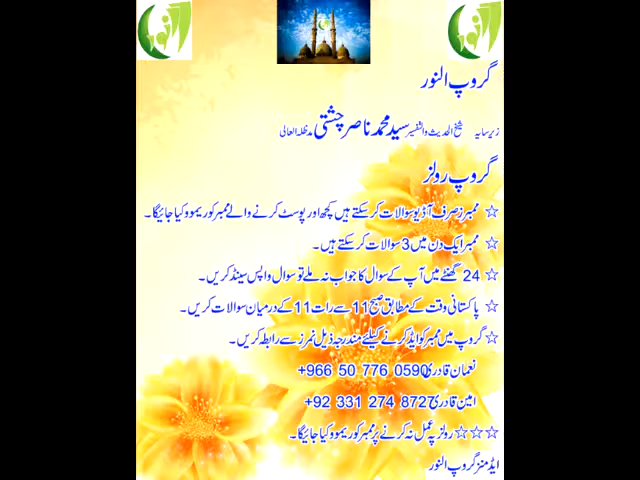 گروپ النور
زیر سایہ شیخ الحدیث والتفسیر سید محمد ناصر چشتی مدظلہ العالی
گروپ رولز
☆ ممبرز صرف آڈیو سوالات کر سکتے ہیں کچھ اور پوسٹ کرنے والے ممبر کو ریموو کیا جائیگا۔
☆ ممبر ایک دن میں 3 سوالات کر سکتے ہیں۔
☆ 24 گھنٹے میں آپ کے سوال کا جواب نہ ملے تو سوال واپس سینڈ کریں۔
☆ پاکستانی وقت کے مطابق صبح 11 سے رات 11 کے درمیان سوالات کریں۔
☆ گروپ میں ممبر کو ایڈ کرنے کیلئے مندرجہ ذیل نمبرز سے رابطہ کریں۔
نعمان قادری +966 50 776 0590
امین قادری +92 331 274 8727
☆☆☆ رولز پہ عمل نہ کرنے پر ممبر کو ریموو کیا جائیگا۔
ایڈمنز گروپ النور